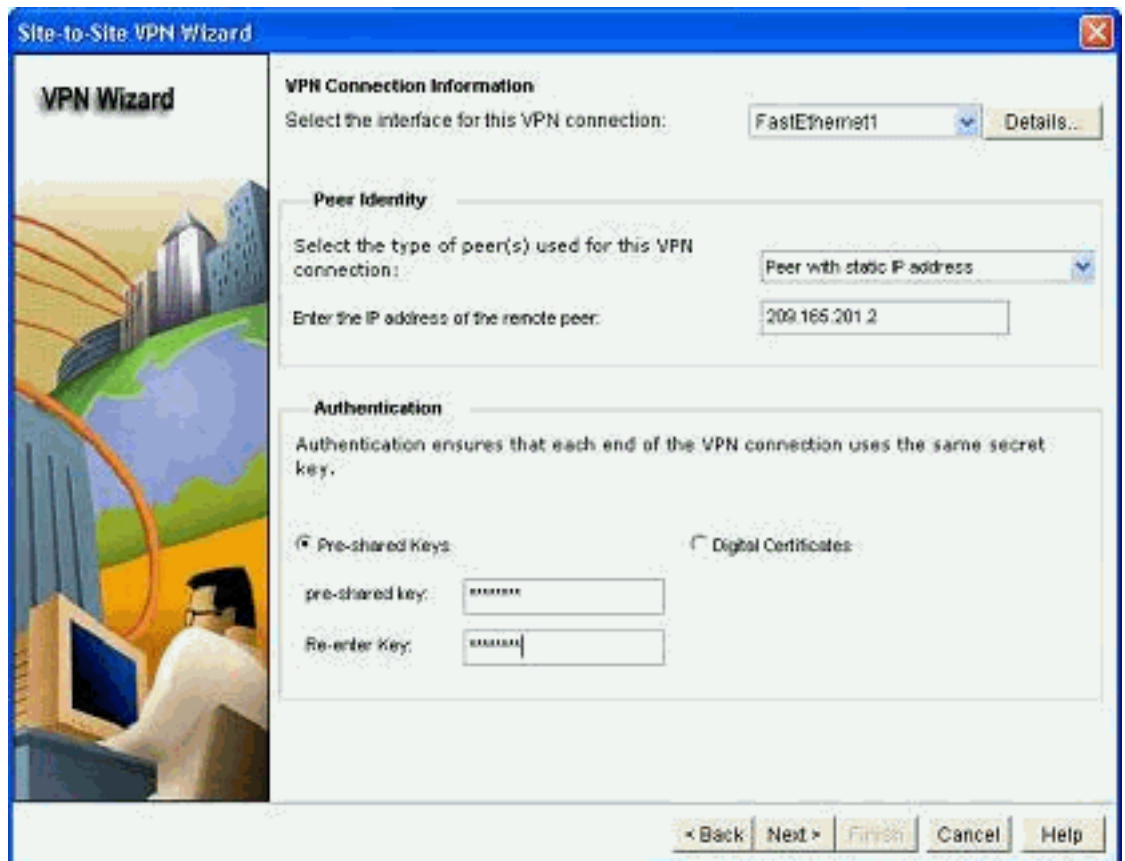 Site-to-Site VPN Wizard
VPN Wizard
VPN Connection Information
Select the interface for this VPN connection:
FastEthernet1
Details...
Peer Identity
Select the type of peer(s) used for this VPN
connection:
Peer with static IP address
Enter the IP address of the remote peer:
209.165.201.2
Authentication
Authentication ensures that each end of the VPN connection uses the same secret
key.
Pre-shared Keys
Digital Certificates
pre-shared key:
********
Re-enter Key:
********
< Back
Next >
Finish
Cancel
Help